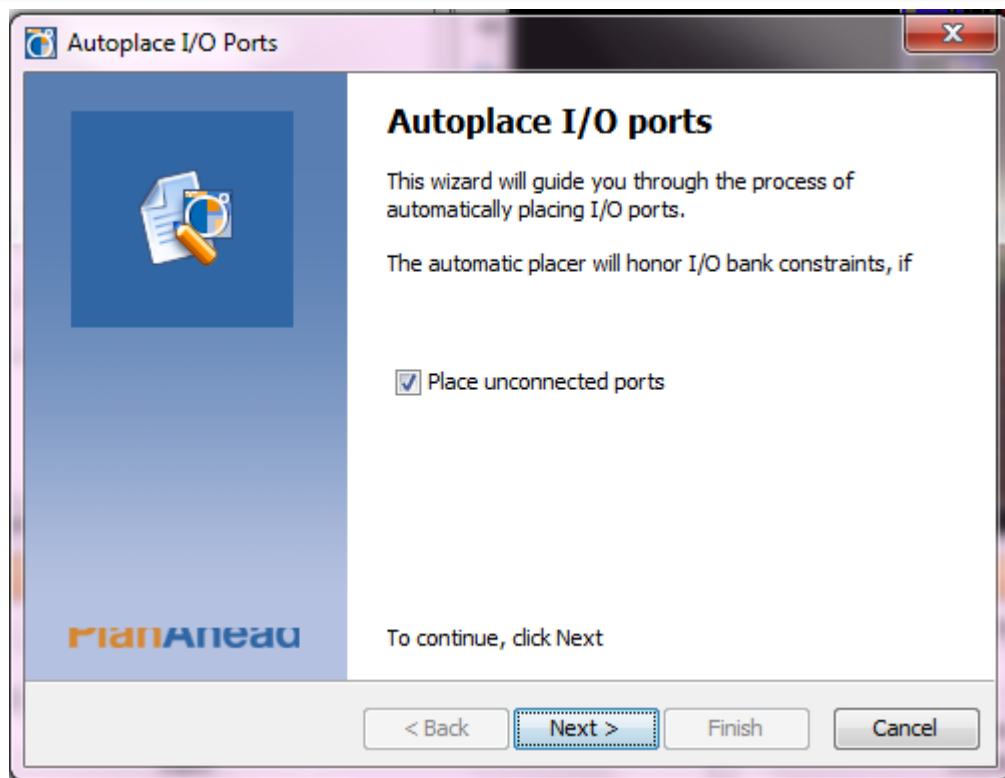 Autoplace I/O Ports
Autoplace I/O ports
This wizard will guide you through the process of
automatically placing I/O ports.
The automatic placer will honor I/O bank constraints, if
Place unconnected ports
PlanAhead
To continue, click Next
< Back
Next >
Finish
Cancel